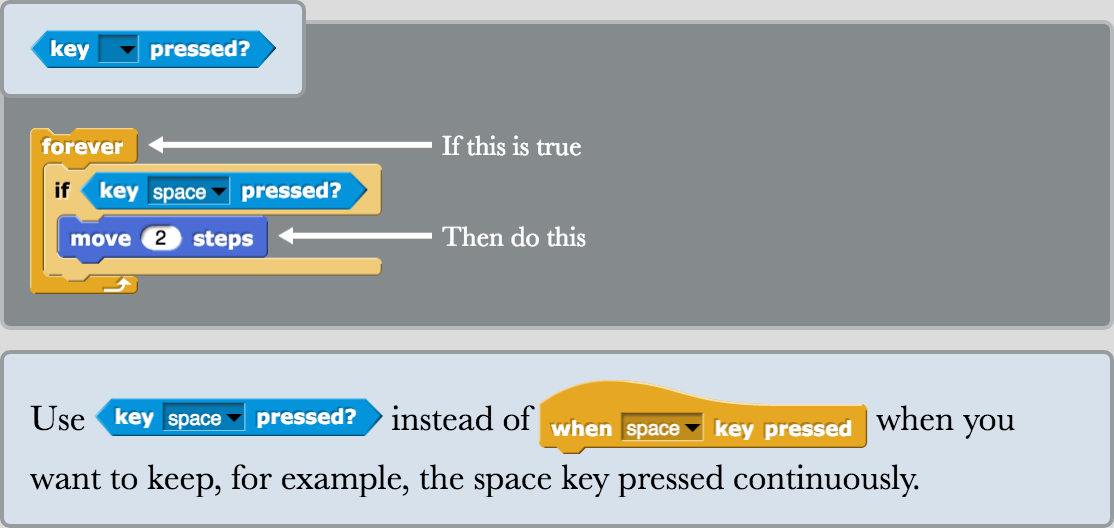 key pressed?
forever
If this is true
if key space pressed?
move 2 steps
Then do this
Use key space pressed? instead of when space key pressed when you
want to keep, for example, the space key pressed continuously.